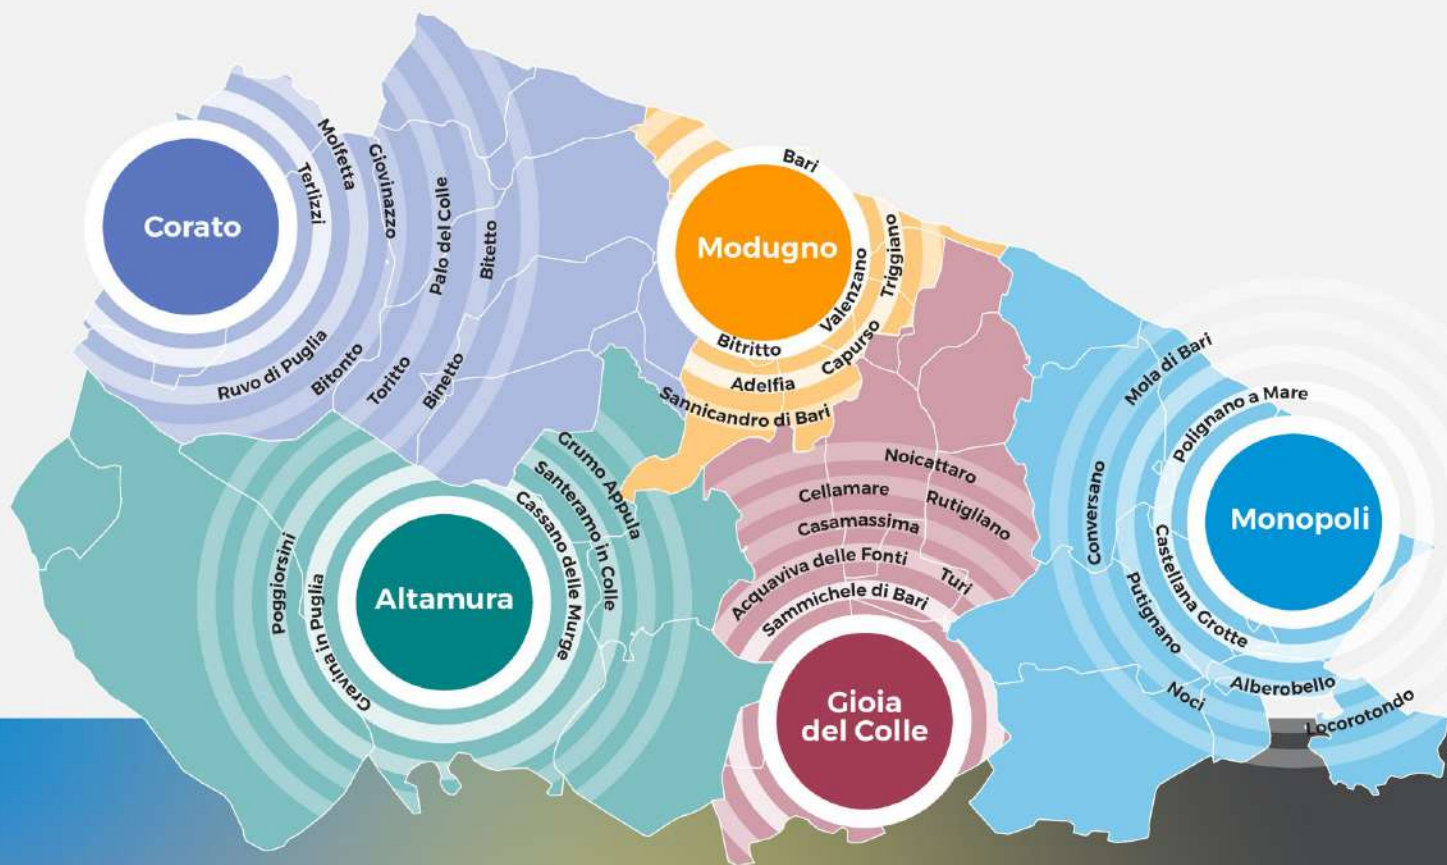 Corato
Terlizzi
Molfetta
Giovinazzo
Palo del Colle
Bitetto
Ruvo di Puglia
Bitonto
Toritto
Binetto
Modugno
Bari
Triggiano
Valenzano
Capurso
Bitritto
Adelfia
Sannicandro di Bari
Altamura
Grumo Appula
Santeramo in Colle
Cassano delle Murge
Gravina in Puglia
Poggiorsini
Gioia
del Colle
Noicattaro
Cellamare
Rutigliano
Casamassima
Acquaviva delle Fonti
Turi
Sammichele di Bari
Monopoli
Mola di Bari
Polignano a Mare
Conversano
Castellana Grotte
Putignano
Noci
Alberobello
Locorotondo